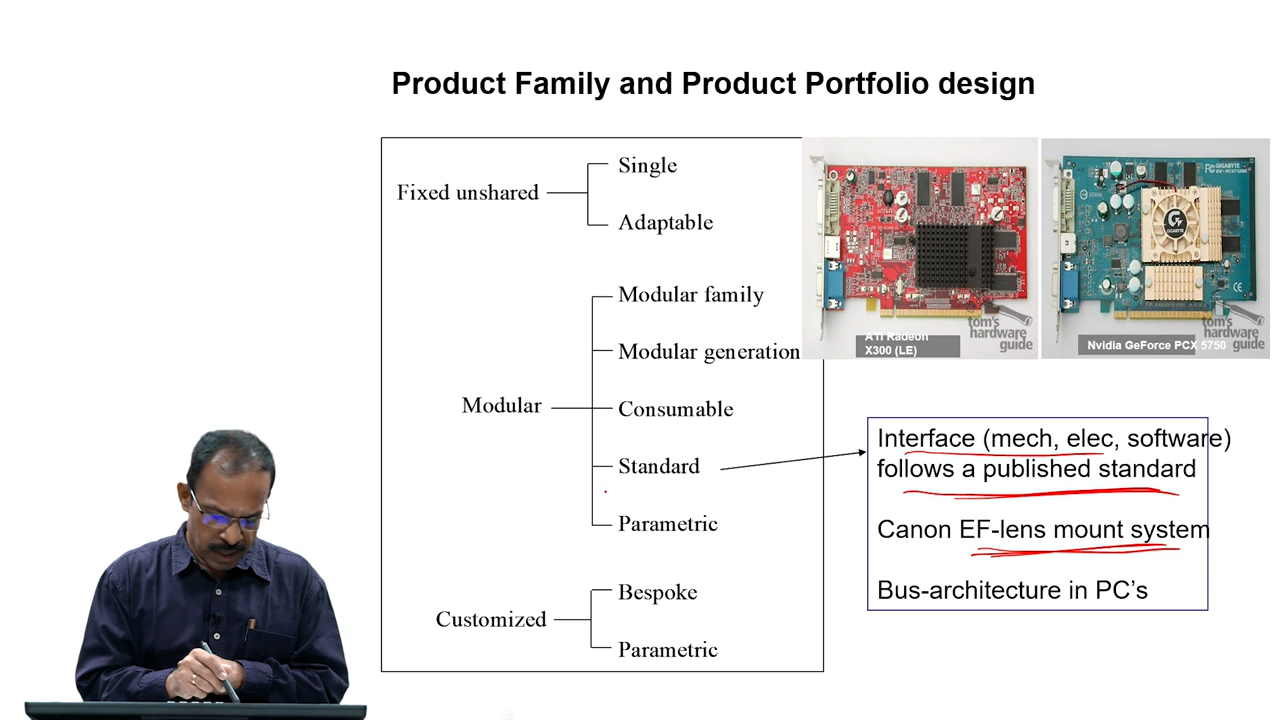 Product Family and Product Portfolio design
Fixed unshared
Single
Adaptable
Modular
Modular family
Modular generation
Consumable
Standard
Parametric
Customized
Bespoke
Parametric
tom's
hardware
guide
ATI Radeon
X300 (LE)
GIGABYTE
GIGABYTE
tom's
hardware
guide
Nvidia GeForce PCX 5750
Interface (mech, elec, software)
follows a published standard
Canon EF-lens mount system
Bus-architecture in PC's